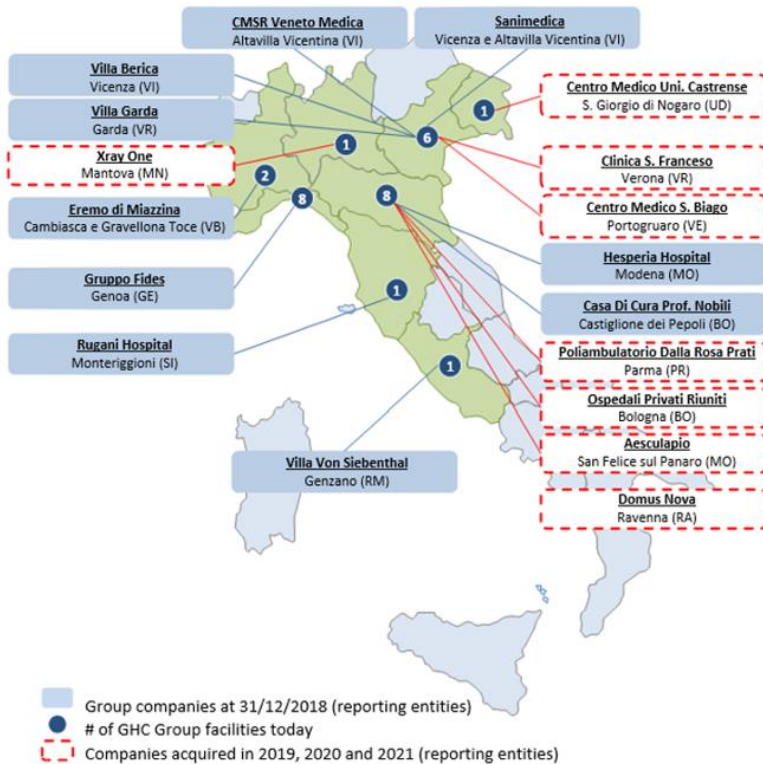 CMSR Veneto Medica
Altavilla Vicentina (VI)
Sanimedica
Vicenza e Altavilla Vicentina (VI)
Villa Berica
Vicenza (VI)
Villa Garda
Garda (VR)
Xray One
Mantova (MN)
Eremo di Miazzina
Cambiasca e Gravellona Toce (VB)
Gruppo Fides
Genoa (GE)
Rugani Hospital
Monteriggioni (SI)
Villa Von Siebenthal
Genzano (RM)
1
6
1
2
8
8
1
1
Centro Medico Uni. Castrense
S. Giorgio di Nogaro (UD)
Clinica S. Franceso
Verona (VR)
Centro Medico S. Biago
Portogruaro (VE)
Hesperia Hospital
Modena (MO)
Casa Di Cura Prof. Nobili
Castiglione dei Pepoli (BO)
Poliambulatorio Dalla Rosa Prati
Parma (PR)
Ospedali Privati Riuniti
Bologna (BO)
Aesculapio
San Felice sul Panaro (MO)
Domus Nova
Ravenna (RA)
Group companies at 31/12/2018 (reporting entities)
# of GHC Group facilities today
Companies acquired in 2019, 2020 and 2021 (reporting entities)